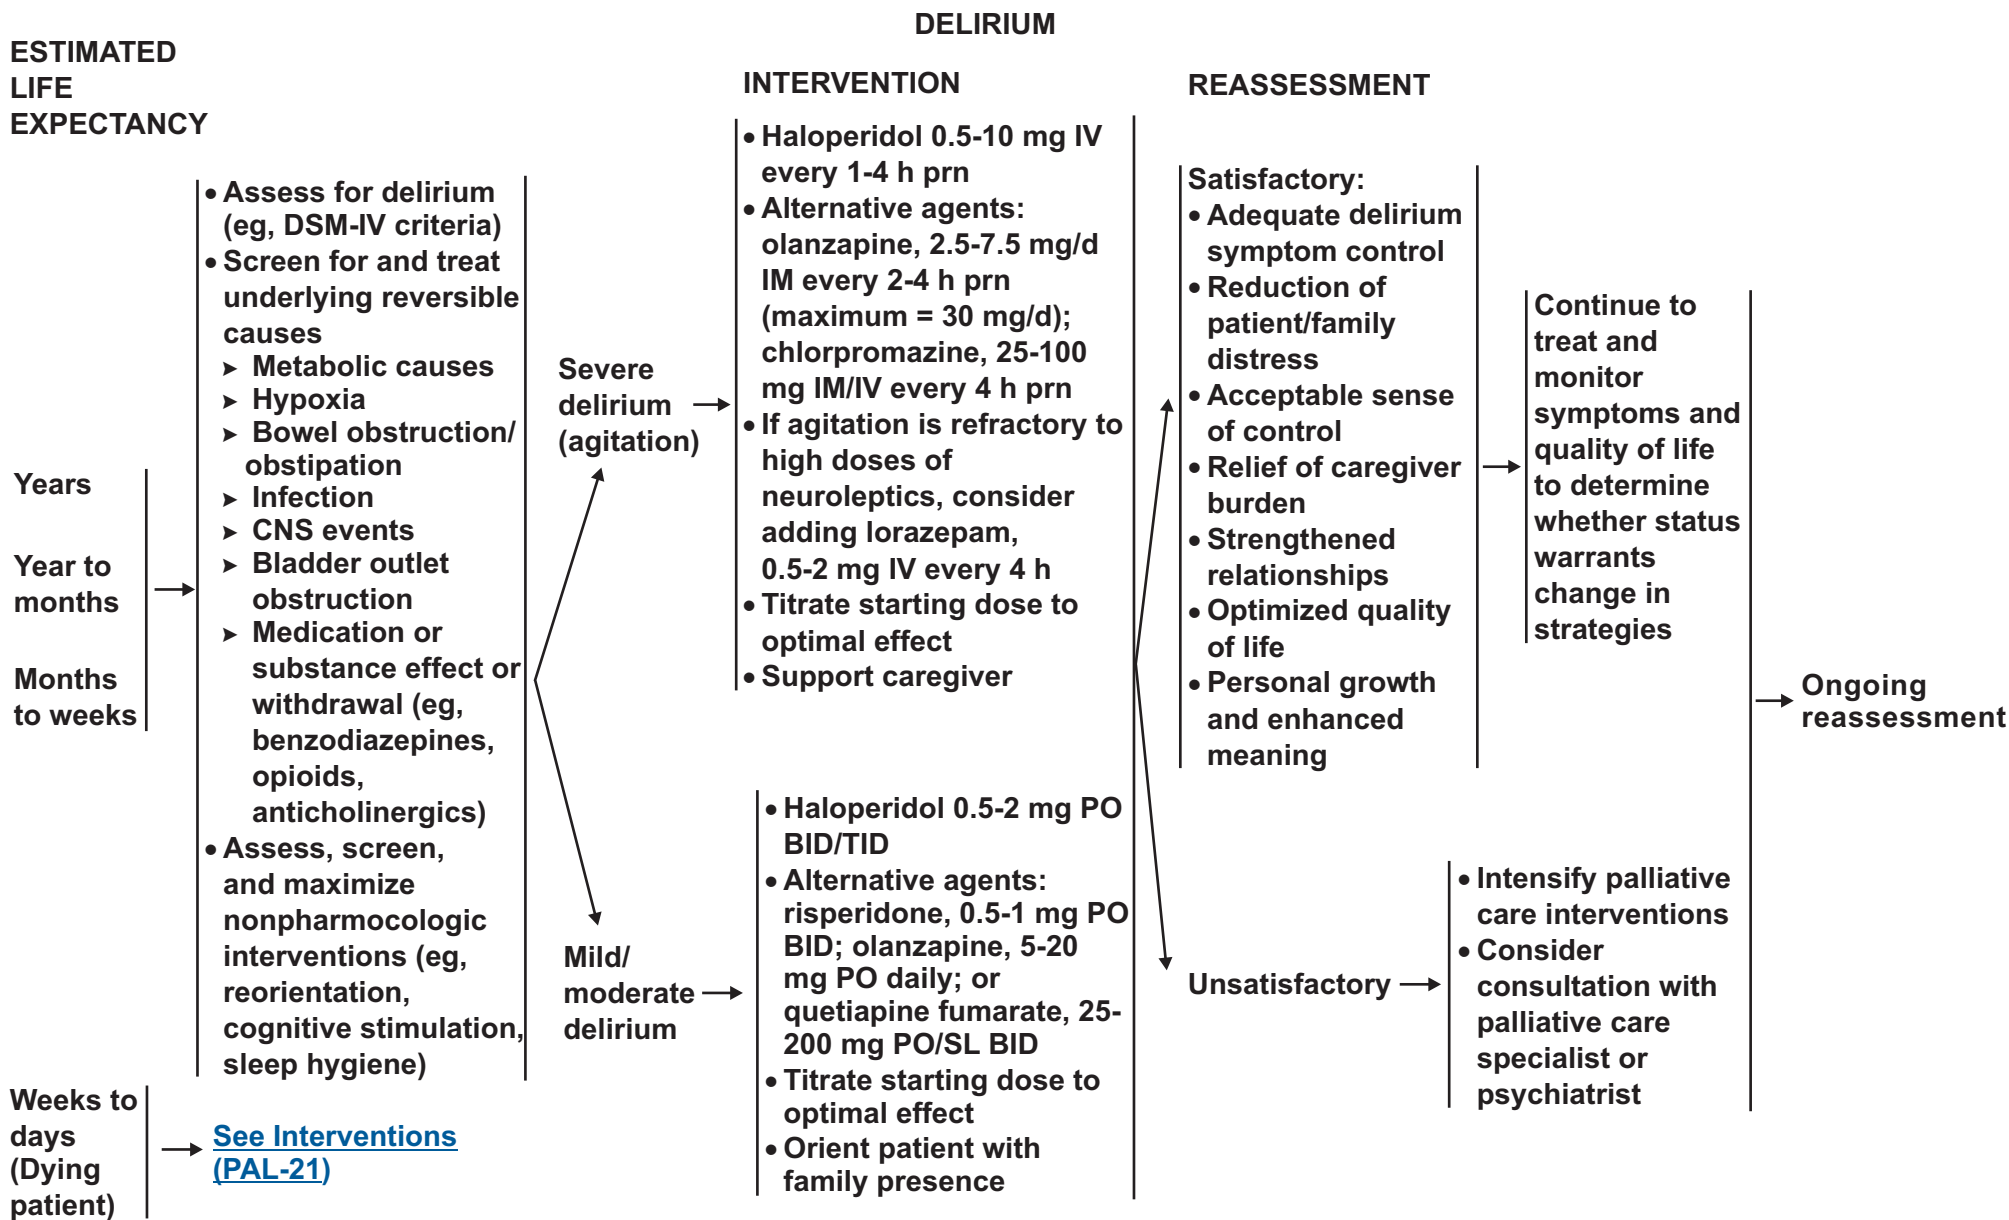 DELIRIUM
ESTIMATED
LIFE
EXPECTANCY
INTERVENTION
REASSESSMENT
Years
Year to
months
Months
to weeks
• Assess for delirium
(eg, DSM-IV criteria)
• Screen for and treat
underlying reversible
causes
➤ Metabolic causes
➤ Hypoxia
➤ Bowel obstruction/
obstipation
➤ Infection
➤ CNS events
➤ Bladder outlet
obstruction
➤ Medication or
substance effect or
withdrawal (eg,
benzodiazepines,
opioids,
anticholinergics)
• Assess, screen,
and maximize
nonpharmocologic
interventions (eg,
reorientation,
cognitive stimulation,
sleep hygiene)
Severe
delirium
(agitation)
• Haloperidol 0.5-10 mg IV
every 1-4 h prn
• Alternative agents:
olanzapine, 2.5-7.5 mg/d
IM every 2-4 h prn
(maximum = 30 mg/d);
chlorpromazine, 25-100
mg IM/IV every 4 h prn
• If agitation is refractory to
high doses of
neuroleptics, consider
adding lorazepam,
0.5-2 mg IV every 4 h
• Titrate starting dose to
optimal effect
• Support caregiver
Mild/
moderate
delirium
• Haloperidol 0.5-2 mg PO
BID/TID
• Alternative agents:
risperidone, 0.5-1 mg PO
BID; olanzapine, 5-20
mg PO daily; or
quetiapine fumarate, 25-
200 mg PO/SL BID
• Titrate starting dose to
optimal effect
• Orient patient with
family presence
Satisfactory:
• Adequate delirium
symptom control
• Reduction of
patient/family
distress
• Acceptable sense
of control
• Relief of caregiver
burden
• Strengthened
relationships
• Optimized quality
of life
• Personal growth
and enhanced
meaning
Continue to
treat and
monitor
symptoms and
quality of life
to determine
whether status
warrants
change in
strategies
Unsatisfactory
• Intensify palliative
care interventions
• Consider
consultation with
palliative care
specialist or
psychiatrist
Ongoing
reassessment
Weeks to
days
(Dying
patient)
See Interventions
(PAL-21)